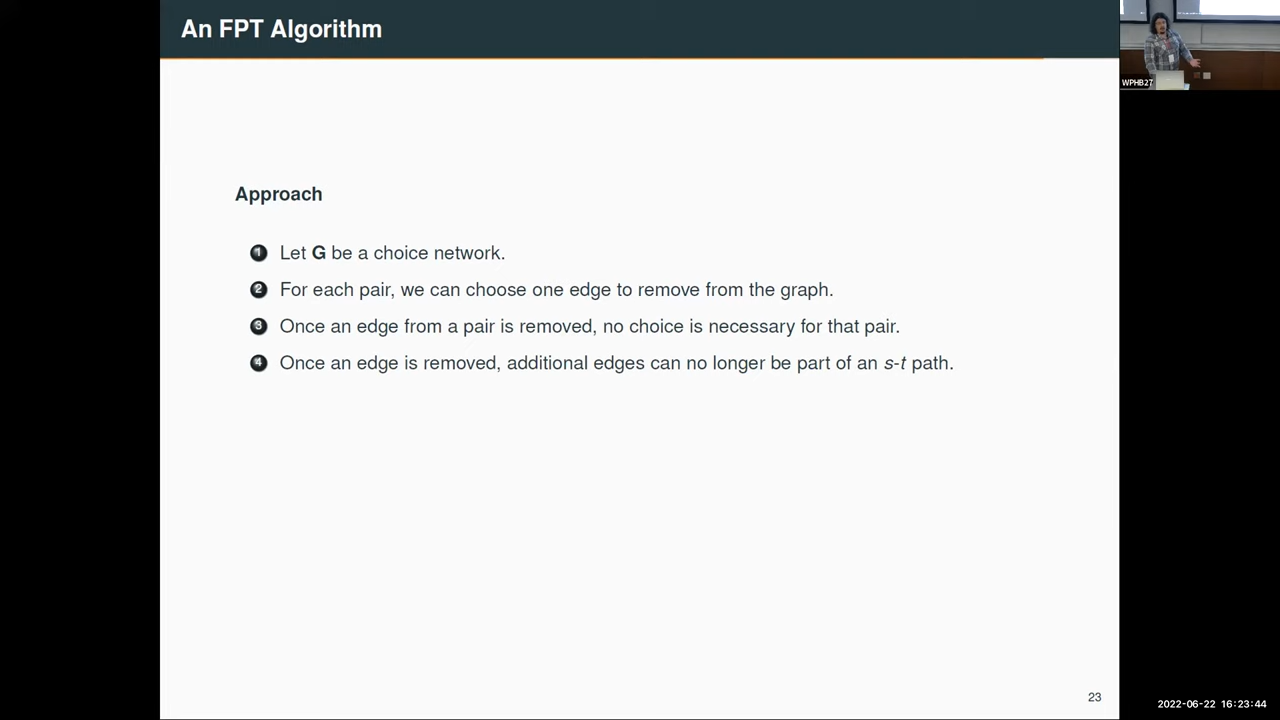 An FPT Algorithm
WPHB27
Approach
1 Let G be a choice network.
2 For each pair, we can choose one edge to remove from the graph.
3 Once an edge from a pair is removed, no choice is necessary for that pair.
4 Once an edge is removed, additional edges can no longer be part of an s-t path.
23
2022-06-22 16:23:44